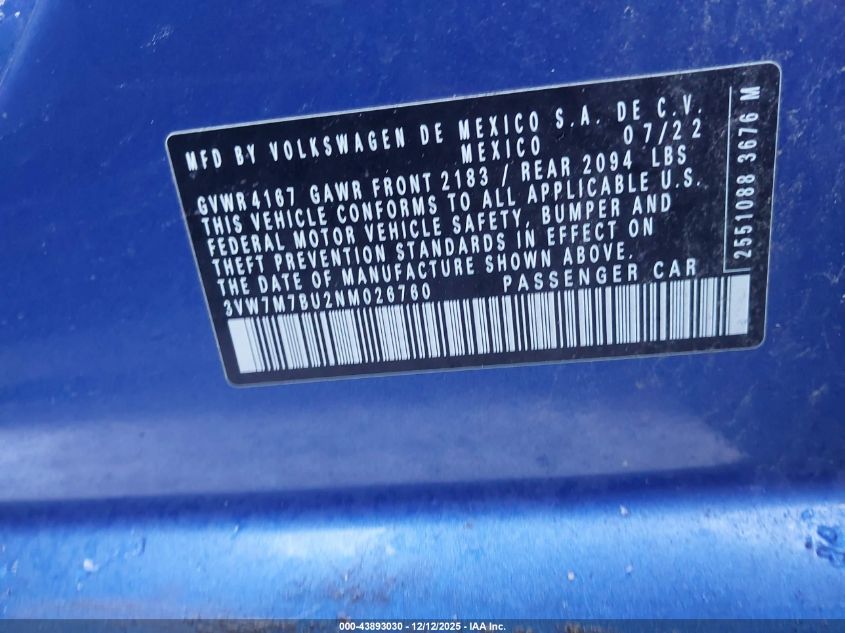 MFD BY VOLKSWAGEN DE MEXICO S.A. DE C.V.
MEXICO 07/22
GVWR 4167 GAWR FRONT 2183 / REAR 2094 LBS
THIS VEHICLE CONFORMS TO ALL APPLICABLE U.S.
FEDERAL MOTOR VEHICLE SAFETY, BUMPER AND
THEFT PREVENTION STANDARDS IN EFFECT ON
THE DATE OF MANUFACTURE SHOWN ABOVE.
3VW7M7BU2NM026760 PASSENGER CAR
2551088 3676 M
000-43893030 - 12/12/2025 - IAA Inc.